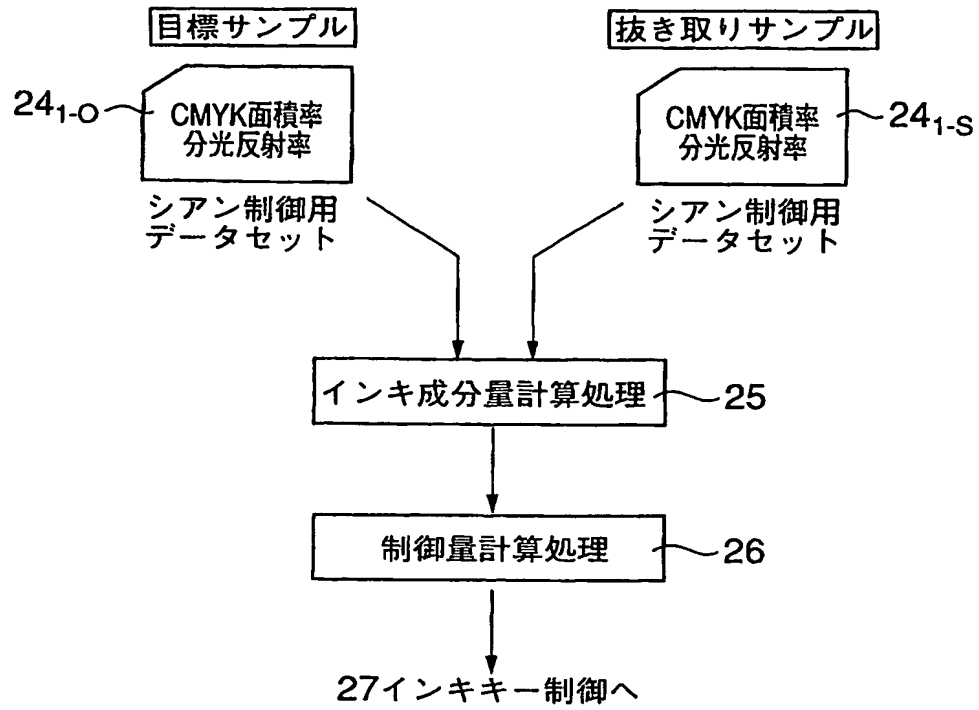 目標サンプル
抜き取りサンプル
24₁₋O
CMYK面積率
分光反射率
CMYK面積率
分光反射率
24₁₋S
シアン制御用
データセット
シアン制御用
データセット
インキ成分量計算処理
25
制御量計算処理
26
27インキキー制御へ